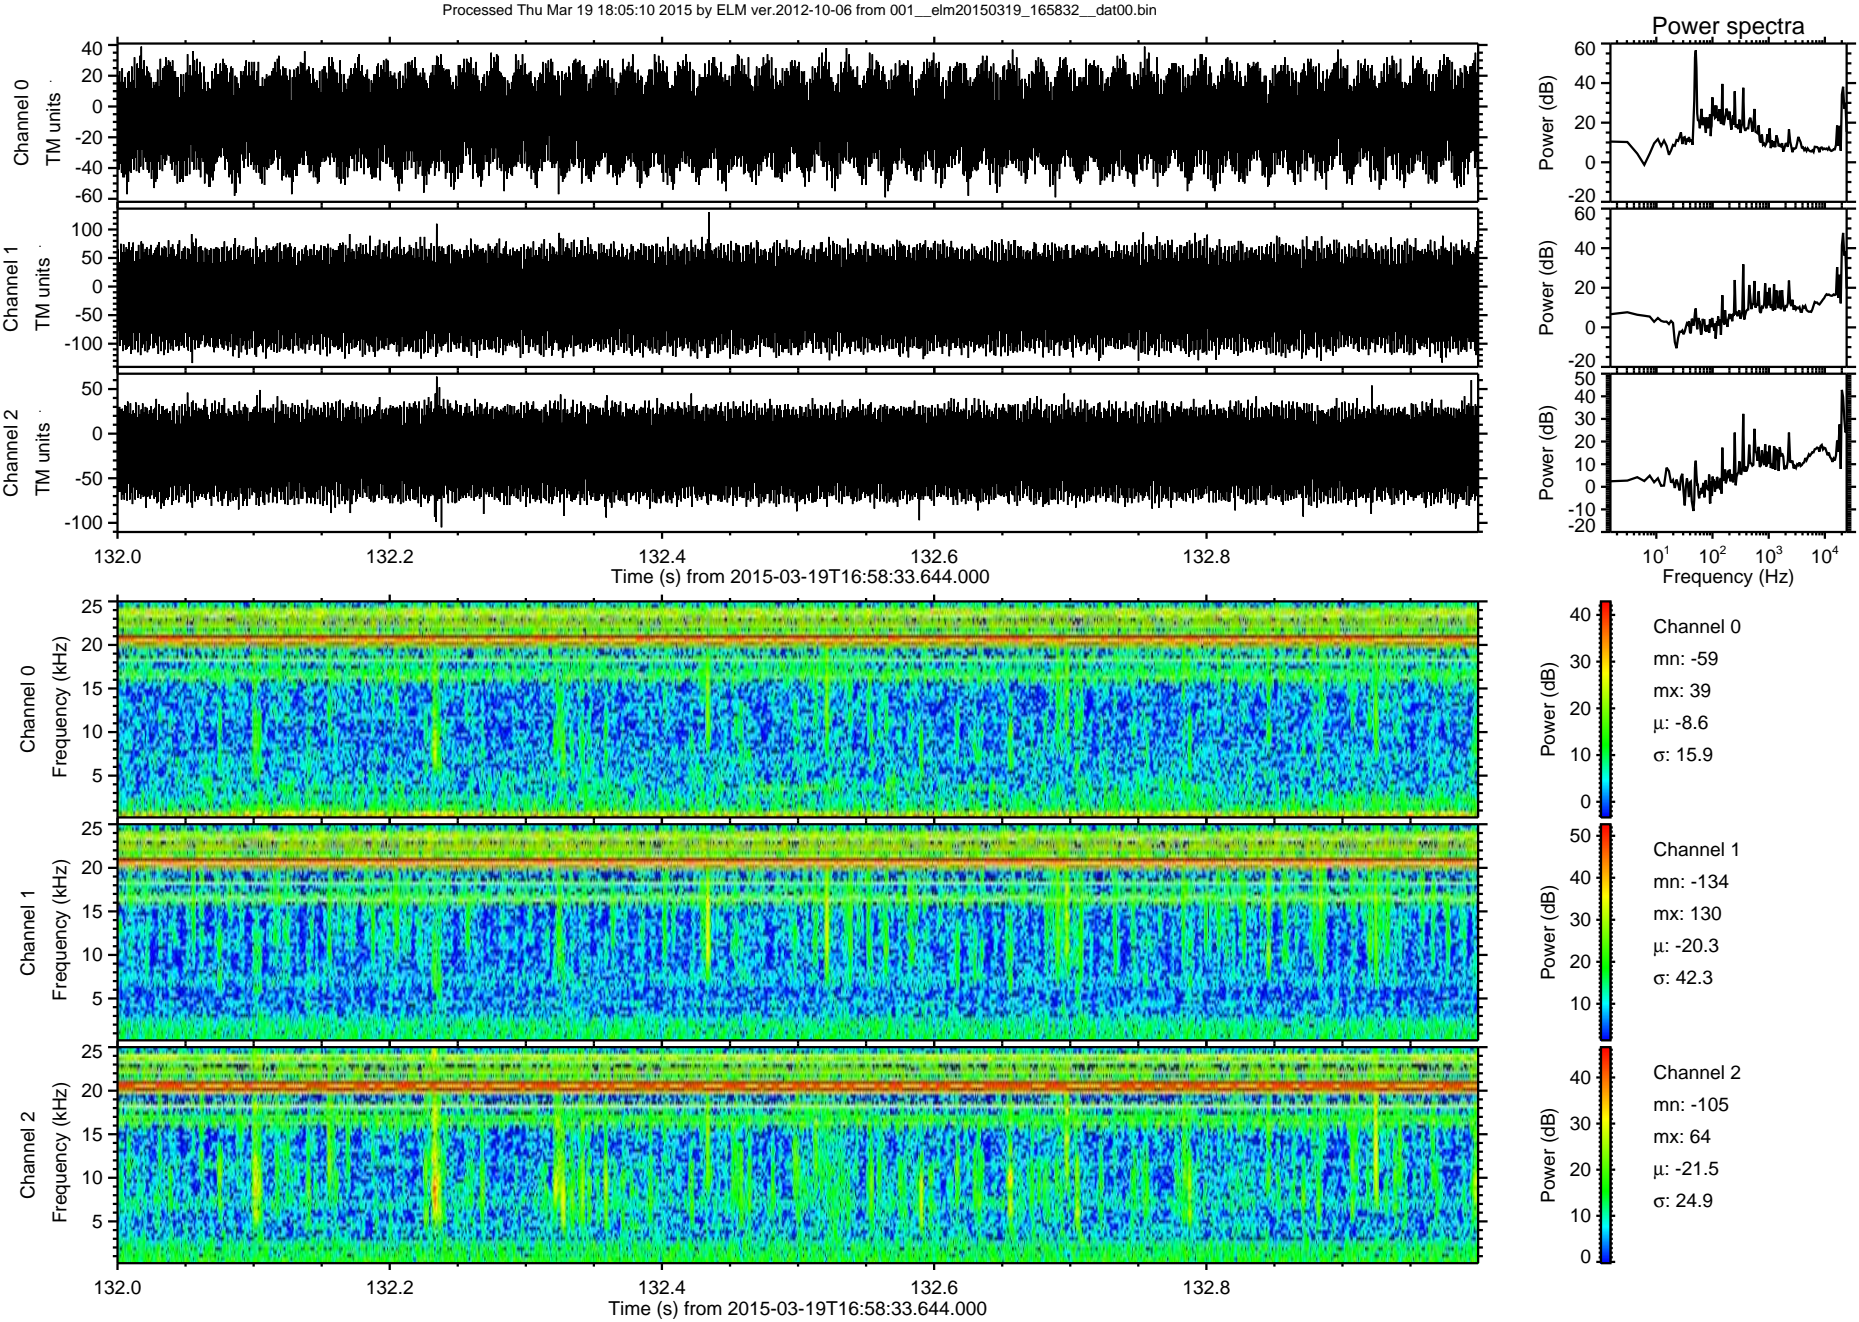 Processed Thu Mar 19 18:05:10 2015 by ELM ver.2012-10-06 from 001__elm20150319_165832__dat00.bin
Power spectra
Channel 0
TM units
40
20
0
-20
-40
-60
Power (dB)
60
40
20
0
-20
Channel 1
TM units
100
50
0
-50
-100
Power (dB)
60
40
20
0
-20
Channel 2
TM units
50
0
-50
-100
Power (dB)
50
40
30
20
10
0
-10
-20
132.0 132.2 132.4 132.6 132.8
Time (s) from 2015-03-19T16:58:33.644.000
10^1 10^2 10^3 10^4
Frequency (Hz)
Channel 0
Frequency (kHz)
25
20
15
10
5
Power (dB)
40
30
20
10
0
Channel 0
mn: -59
mx: 39
μ: -8.6
σ: 15.9
Channel 1
Frequency (kHz)
25
20
15
10
5
Power (dB)
50
40
30
20
10
Channel 1
mn: -134
mx: 130
μ: -20.3
σ: 42.3
Channel 2
Frequency (kHz)
25
20
15
10
5
Power (dB)
40
30
20
10
0
Channel 2
mn: -105
mx: 64
μ: -21.5
σ: 24.9
132.0 132.2 132.4 132.6 132.8
Time (s) from 2015-03-19T16:58:33.644.000